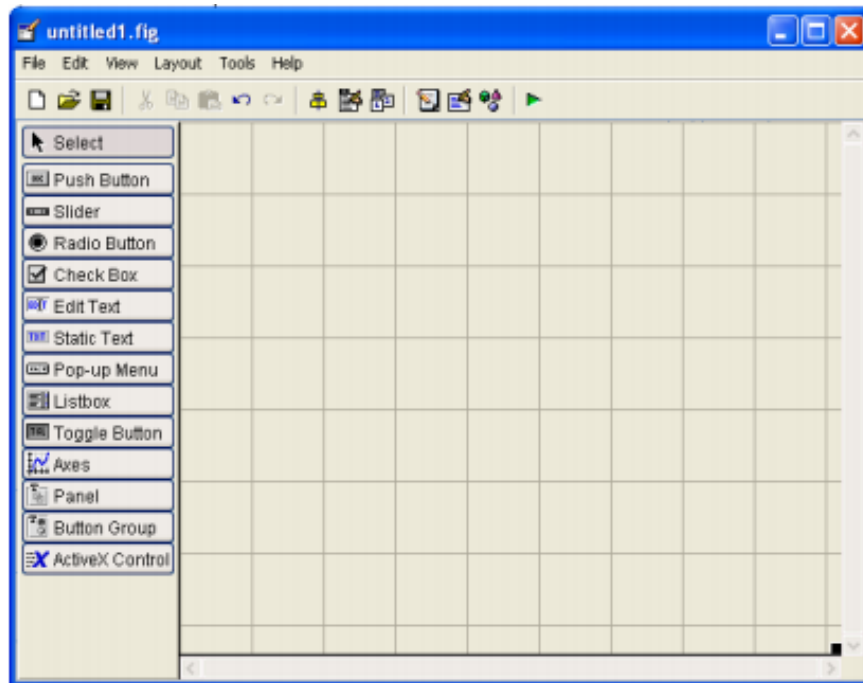 untitled1.fig
File Edit View Layout Tools Help
Select
Push Button
Slider
Radio Button
Check Box
Edit Text
Static Text
Pop-up Menu
Listbox
Toggle Button
Axes
Panel
Button Group
ActiveX Control